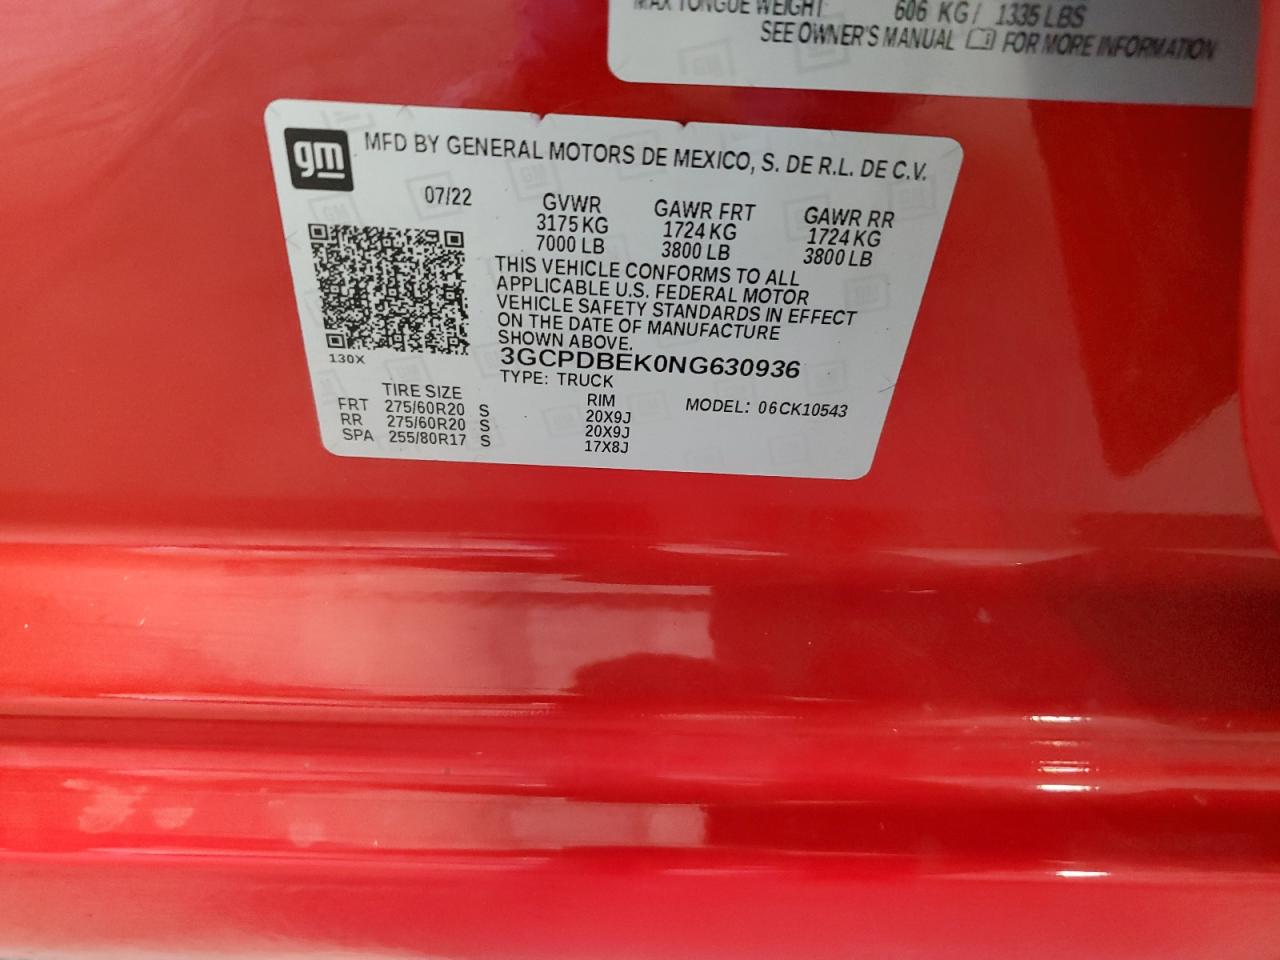 MAX TONGUE WEIGHT 606 KG / 1335 LBS
SEE OWNER'S MANUAL FOR MORE INFORMATION
gm
MFD BY GENERAL MOTORS DE MEXICO, S. DE R.L. DE C.V.
07/22 GVWR GAWR FRT GAWR RR
3175 KG 1724 KG 1724 KG
7000 LB 3800 LB 3800 LB
THIS VEHICLE CONFORMS TO ALL
APPLICABLE U.S. FEDERAL MOTOR
VEHICLE SAFETY STANDARDS IN EFFECT
ON THE DATE OF MANUFACTURE
SHOWN ABOVE.
130X
3GCPDBEK0NG630936
TYPE: TRUCK
TIRE SIZE RIM MODEL: 06CK10543
FRT 275/60R20 S 20X9J
RR 275/60R20 S 20X9J
SPA 255/80R17 S 17X8J